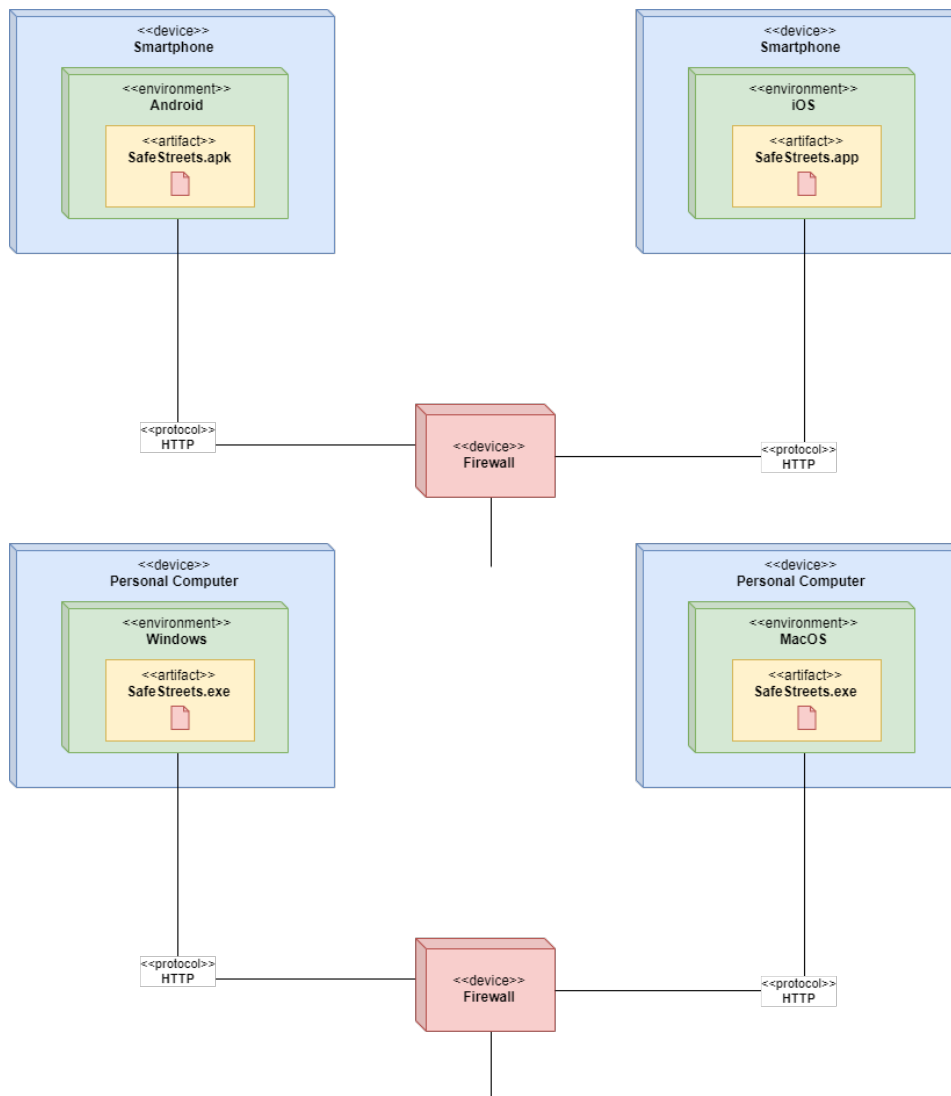 <<device>>
Smartphone
<<environment>>
Android
<<artifact>>
SafeStreets.apk
<<device>>
Smartphone
<<environment>>
iOS
<<artifact>>
SafeStreets.app
<<protocol>>
HTTP
<<device>>
Firewall
<<protocol>>
HTTP
<<device>>
Personal Computer
<<environment>>
Windows
<<artifact>>
SafeStreets.exe
<<device>>
Personal Computer
<<environment>>
MacOS
<<artifact>>
SafeStreets.exe
<<protocol>>
HTTP
<<device>>
Firewall
<<protocol>>
HTTP